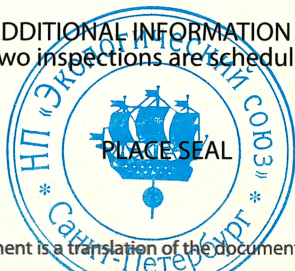 DDITIONAL INFORMATION
wo inspections are schedul
НП «Экологический союз»
PLACE SEAL
* Санкт-Петербург *
ment is a translation of the document